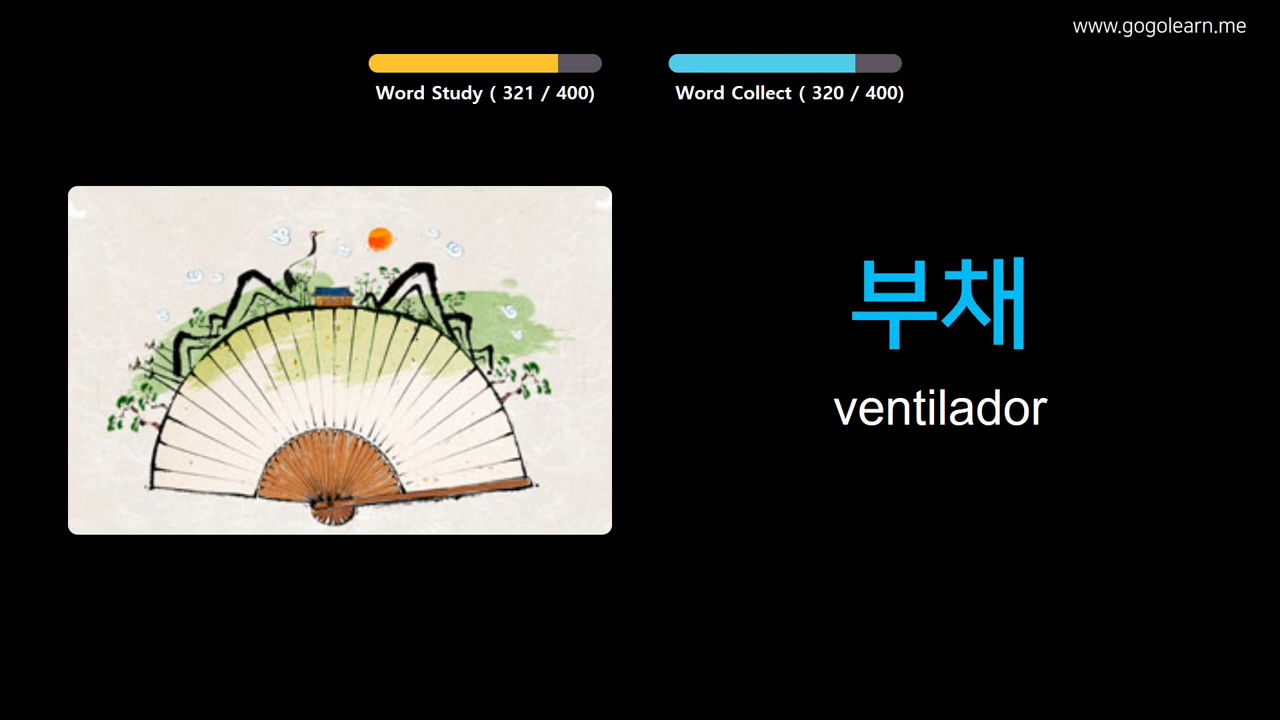 www.gogolearn.me
Word Study ( 321 / 400)
Word Collect ( 320 / 400)
부채
ventilador